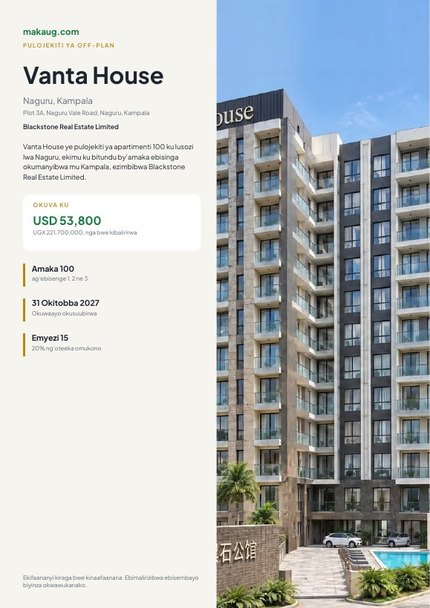 makaug.com
PULOJEKITI YA OFF-PLAN
Vanta House
Naguru, Kampala
Plot 3A, Naguru Vale Road, Naguru, Kampala
Blackstone Real Estate Limited
Vanta House ye pulojekiti ya apartimenti 100 ku lusozi
lwa Naguru, ekimu ku bitundu by'amaka ebisinga
okumanyibwa mu Kampala, ezimbibwa Blackstone
Real Estate Limited.
OKUVA KU
USD 53,800
UGX 221,700,000, nga bwe kibalirirwa
Amaka 100
ag'ebisenge 1, 2 ne 3
31 Okitobba 2027
Okuwaayo okusuubirwa
Emyezi 15
20% ng'oteeka omukono
Ekifaananyi kiraga bwe kinaafaanana. Ebimalirizibwa ebisembayo
biyinza okwawukanako.
ouse
石公馆